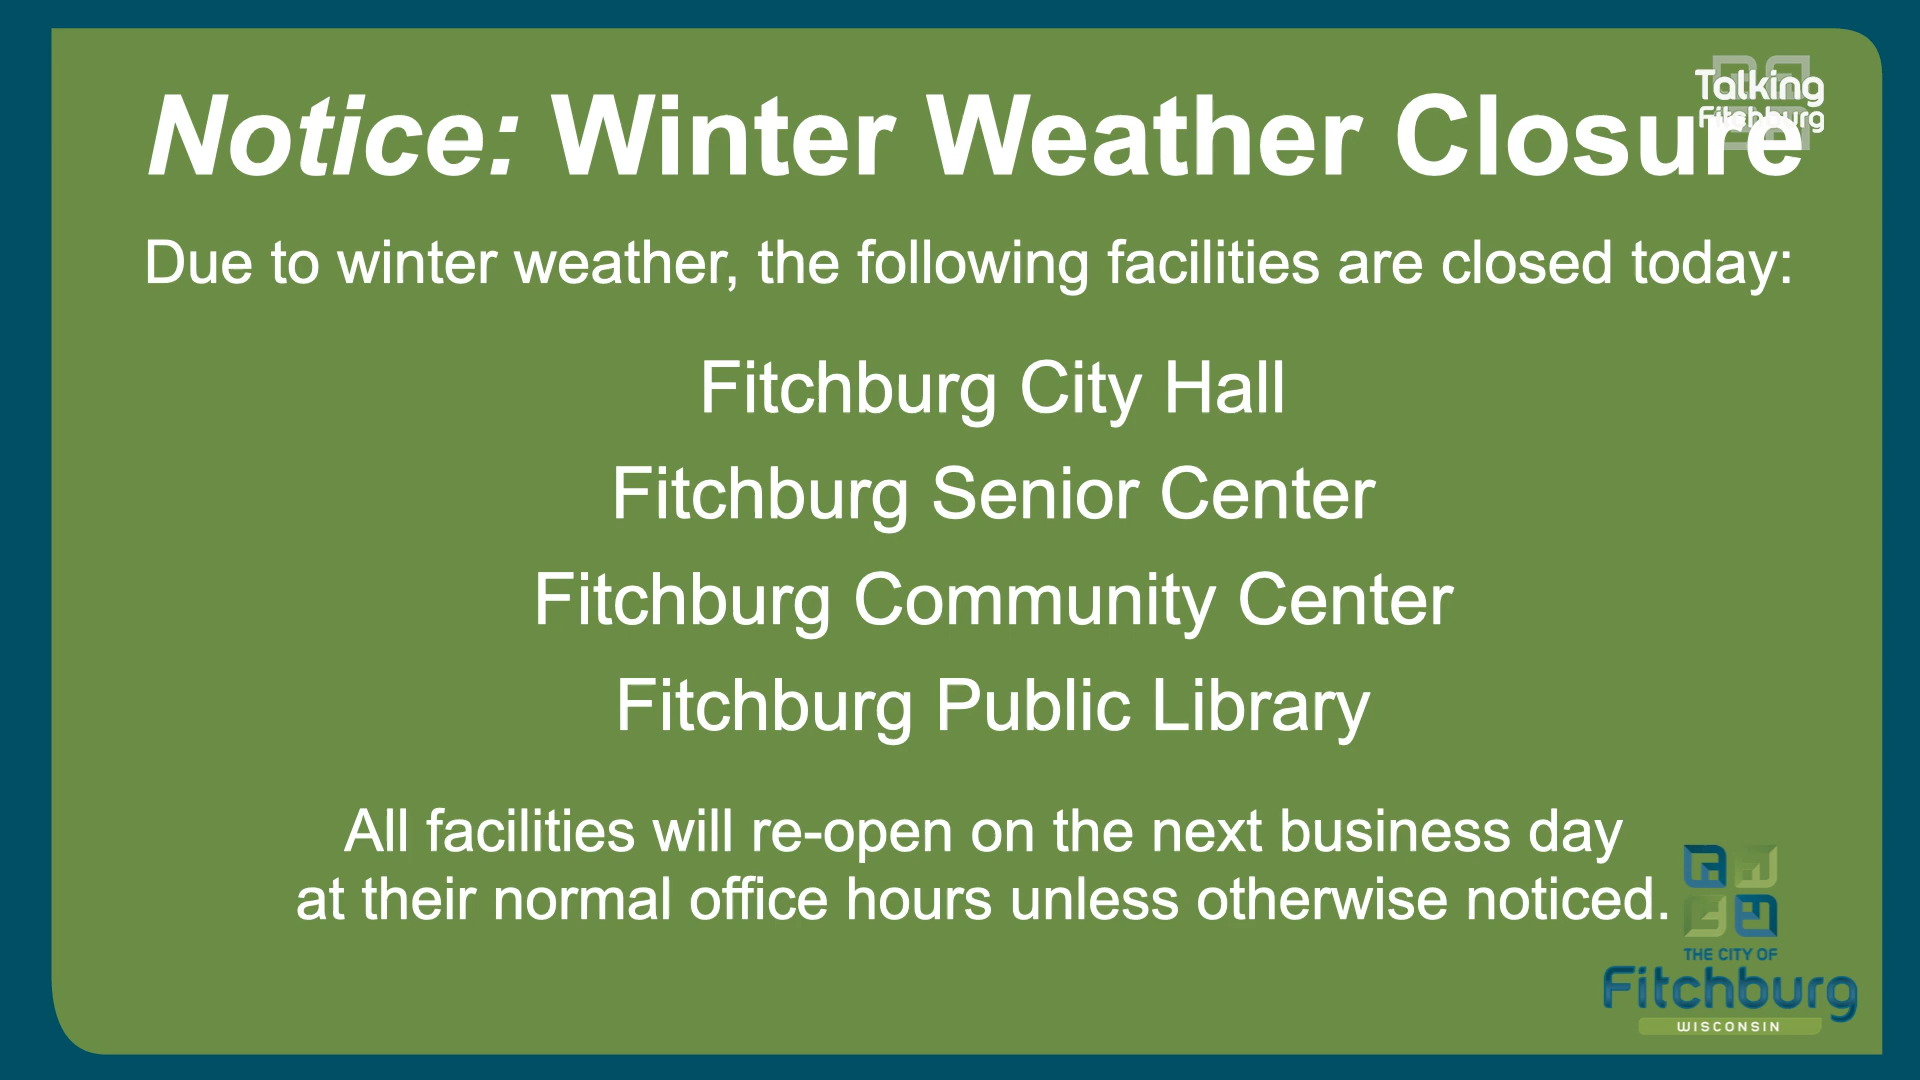 Notice: Winter Weather Closure
Talking
Fitchburg
Due to winter weather, the following facilities are closed today:
Fitchburg City Hall
Fitchburg Senior Center
Fitchburg Community Center
Fitchburg Public Library
All facilities will re-open on the next business day
at their normal office hours unless otherwise noticed.
THE CITY OF
Fitchburg
WISCONSIN